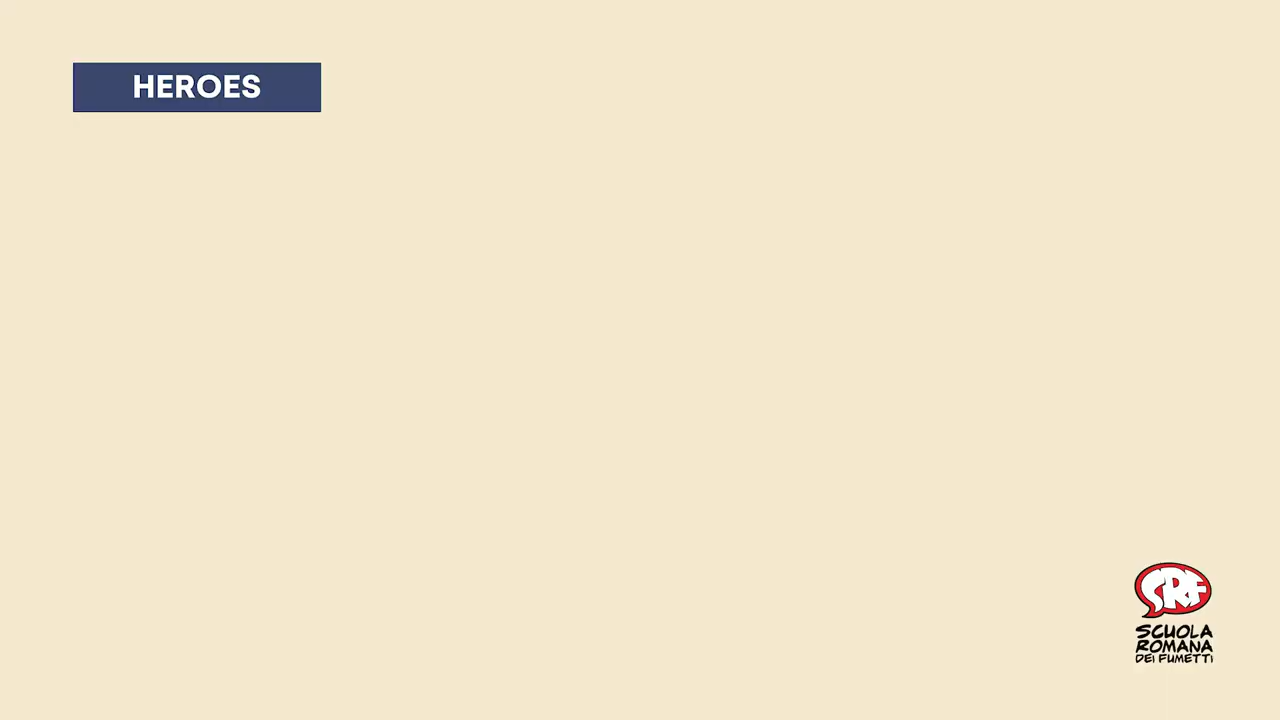 HEROES
SRF
SCUOLA
ROMANA
DEI FUMETTI